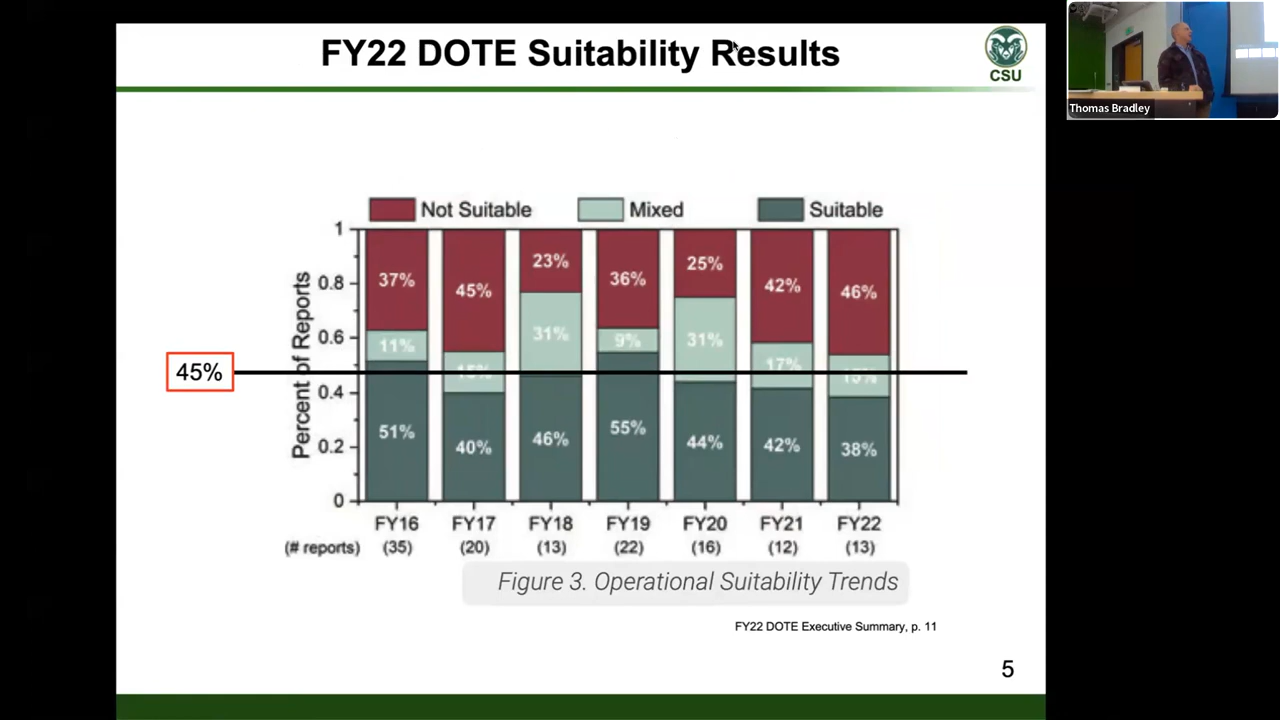 FY22 DOTE Suitability Results
CSU
Thomas Bradley
Not Suitable Mixed Suitable
Percent of Reports
1
0.8
0.6
0.4
0.2
0
37% 45% 23% 36% 25% 42% 46%
11% 15% 31% 9% 31% 17% 15%
45%
51% 40% 46% 55% 44% 42% 38%
FY16 FY17 FY18 FY19 FY20 FY21 FY22
(# reports) (35) (20) (13) (22) (16) (12) (13)
Figure 3. Operational Suitability Trends
FY22 DOTE Executive Summary, p. 11
5